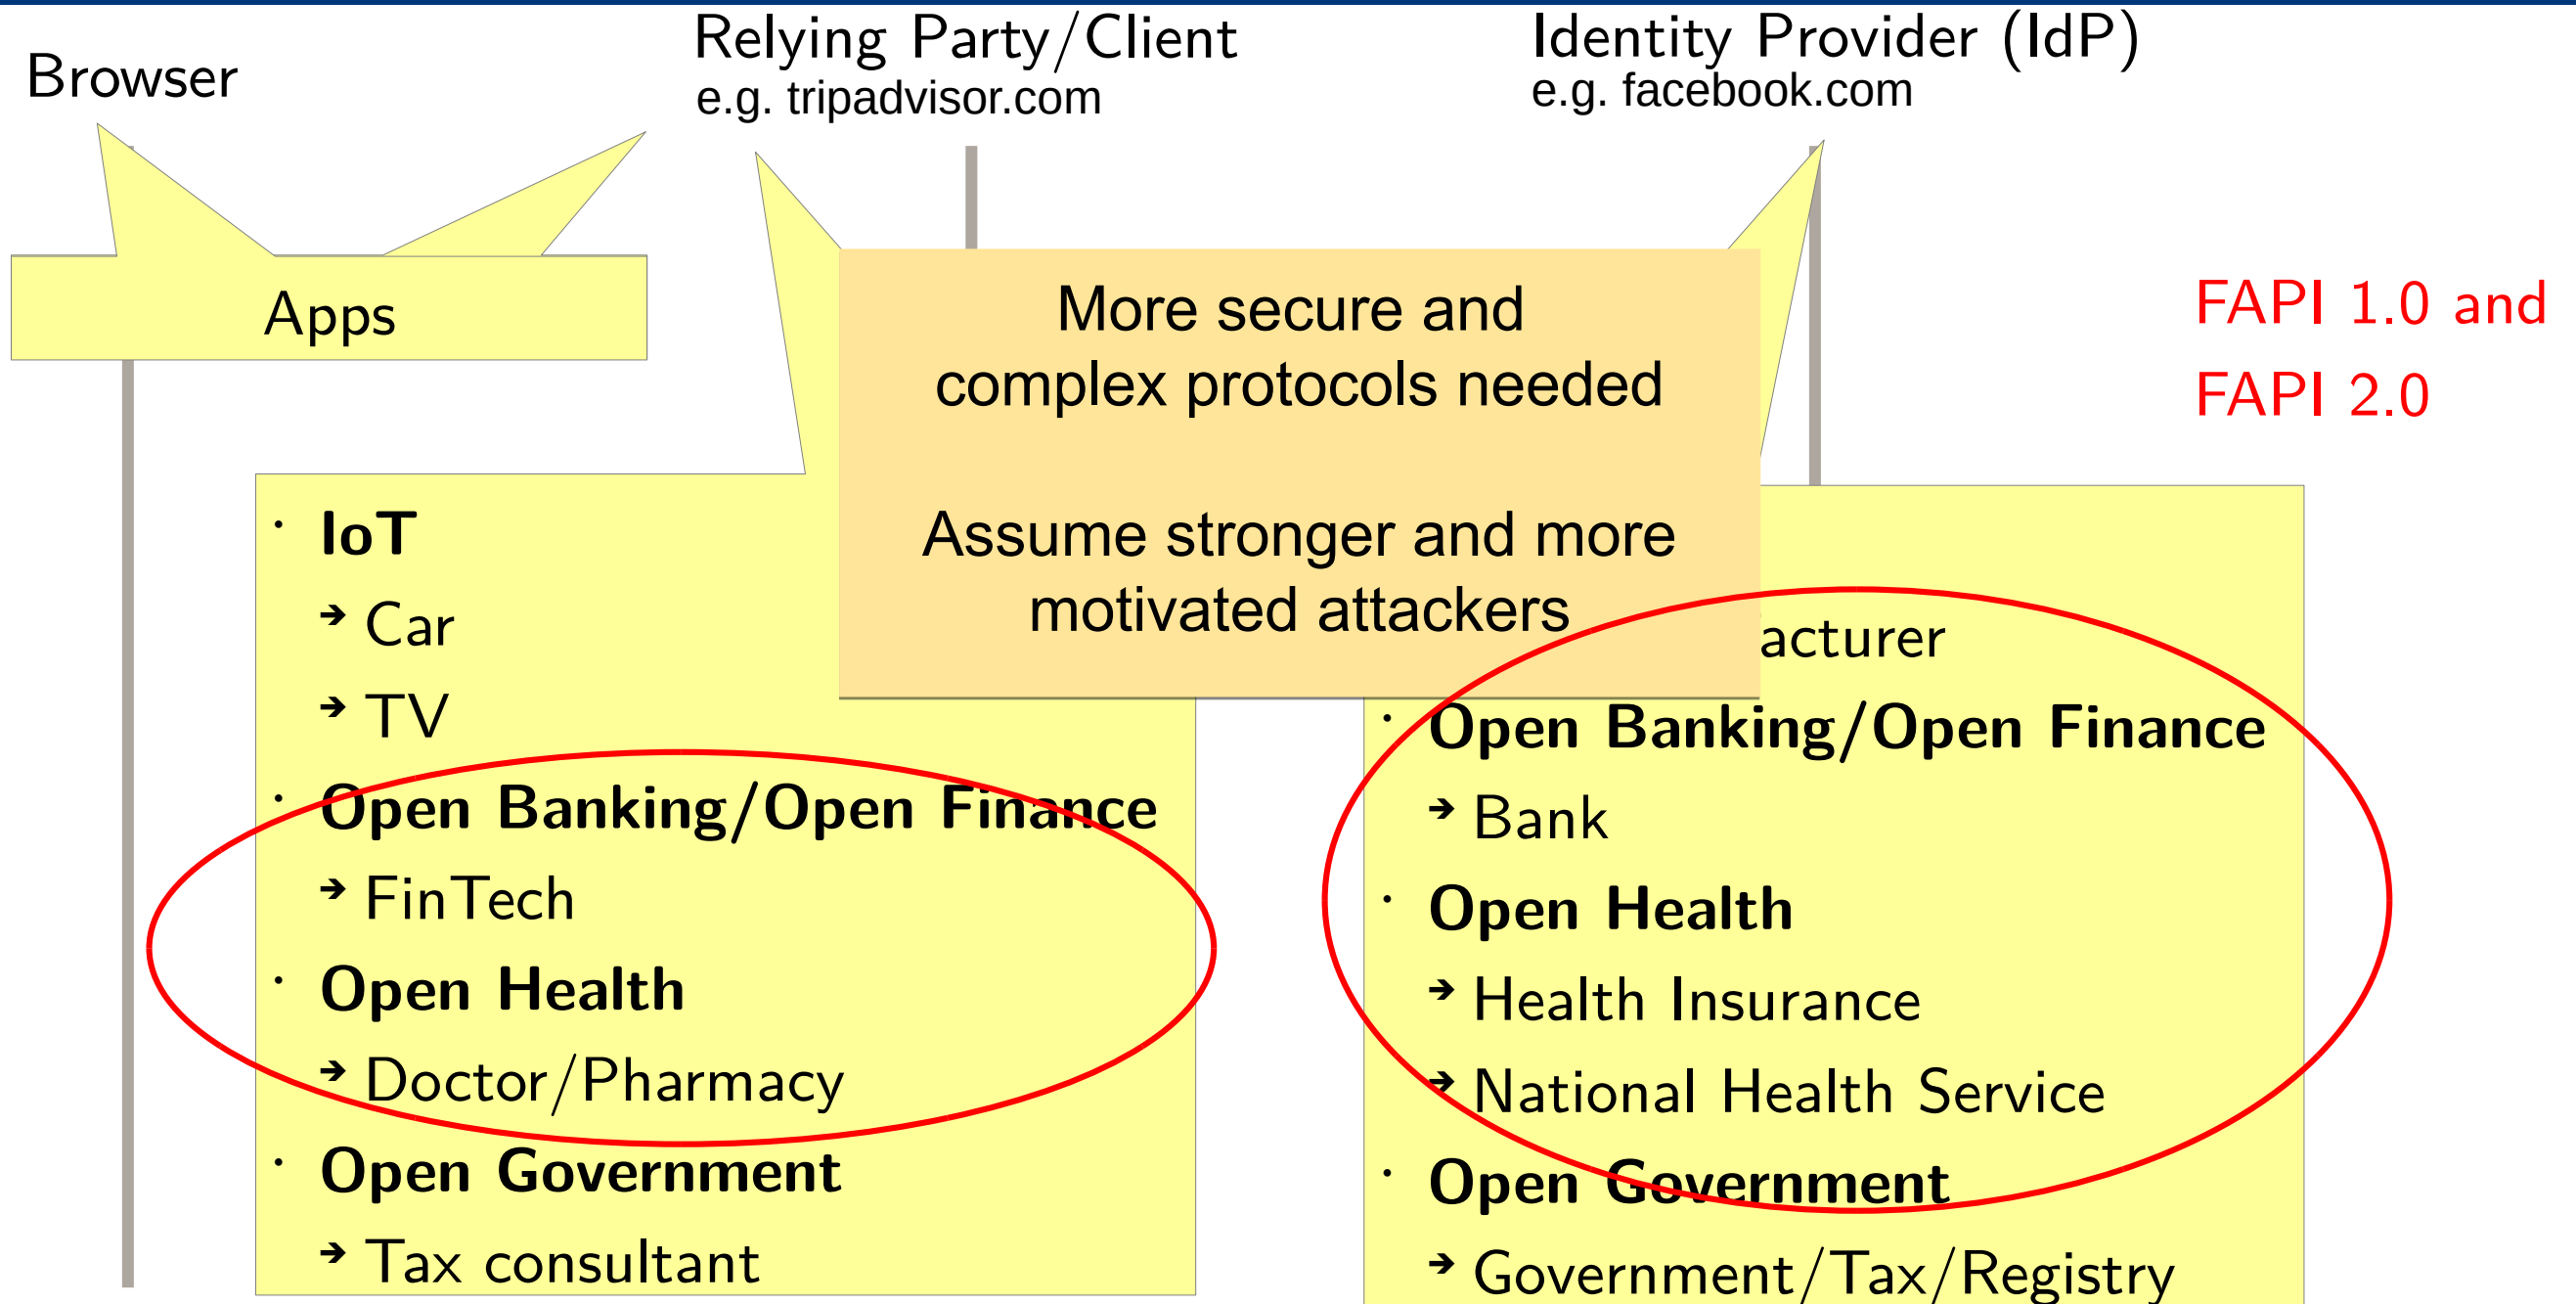 Browser
Relying Party/Client
e.g. tripadvisor.com
Identity Provider (IdP)
e.g. facebook.com
Apps
More secure and
complex protocols needed
Assume stronger and more
motivated attackers
FAPI 1.0 and
FAPI 2.0
· IoT
➔ Car
➔ TV
· Open Banking/Open Finance
➔ FinTech
· Open Health
➔ Doctor/Pharmacy
· Open Government
➔ Tax consultant
acturer
· Open Banking/Open Finance
➔ Bank
· Open Health
➔ Health Insurance
➔ National Health Service
· Open Government
➔ Government/Tax/Registry